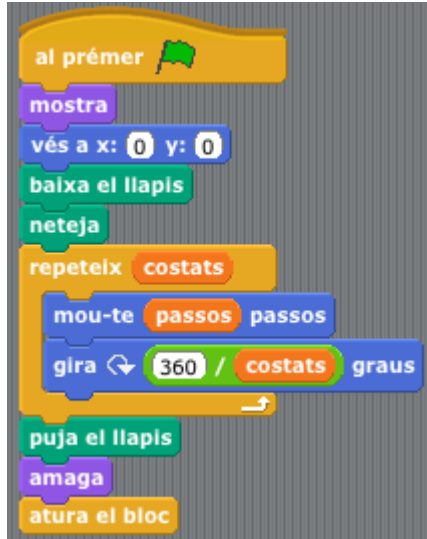 al prémer
mostra
vés a x: 0 y: 0
baixa el llapis
neteja
repeteix costats
mou-te passos passos
gira 360 / costats graus
puja el llapis
amaga
atura el bloc